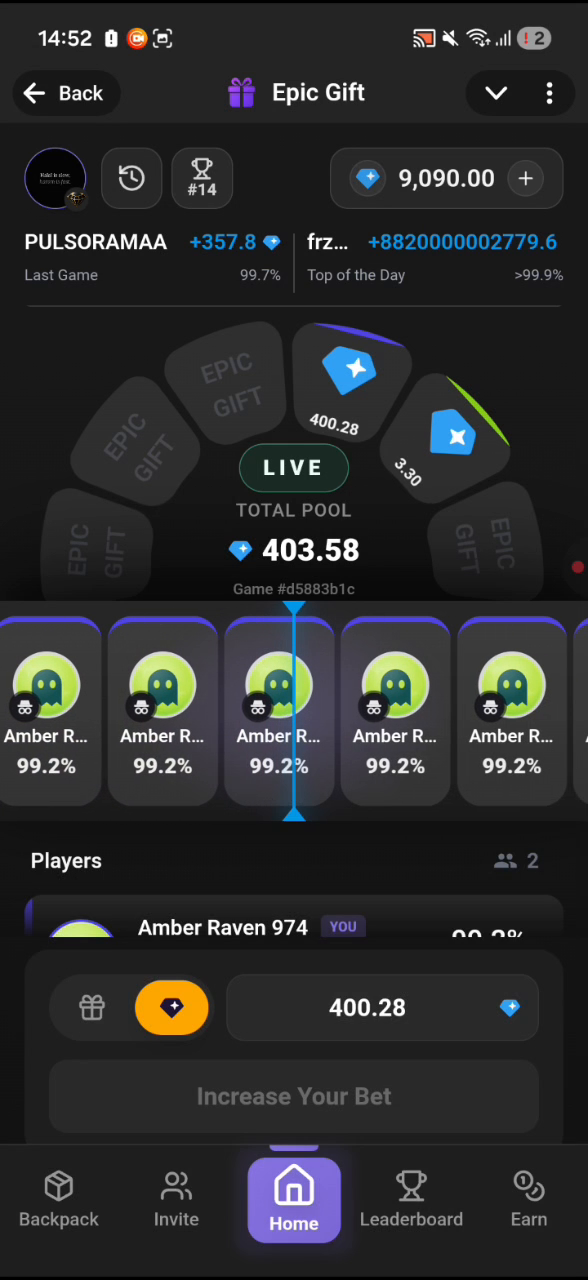 14:52
2
Back
Epic Gift
#14
9,090.00
+
PULSORAMAA +357.8
frz... +8820000002779.6
Last Game 99.7%
Top of the Day >99.9%
EPIC GIFT
EPIC GIFT
EPIC GIFT
400.28
3.30
EPIC GIFT
LIVE
TOTAL POOL
403.58
Game #d5883b1c
Amber R... Amber R... Amber R... Amber R... Amber R...
99.2% 99.2% 99.2% 99.2% 99.2%
Players 2
Amber Raven 974 YOU
99.2%
400.28
Increase Your Bet
Backpack Invite Home Leaderboard Earn